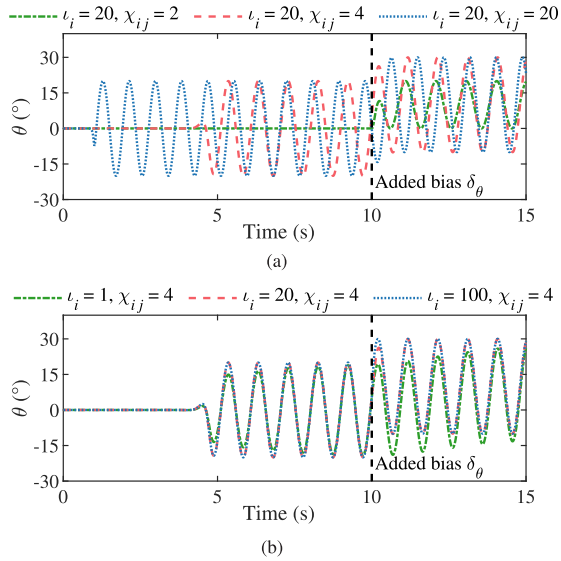 ι_i = 20, χ_ij = 2   ι_i = 20, χ_ij = 4   ι_i = 20, χ_ij = 20
30
15
0
-15
-30
θ (°)
Added bias δ_θ
0 5 10 15
Time (s)
(a)
ι_i = 1, χ_ij = 4   ι_i = 20, χ_ij = 4   ι_i = 100, χ_ij = 4
30
15
0
-15
-30
θ (°)
Added bias δ_θ
0 5 10 15
Time (s)
(b)